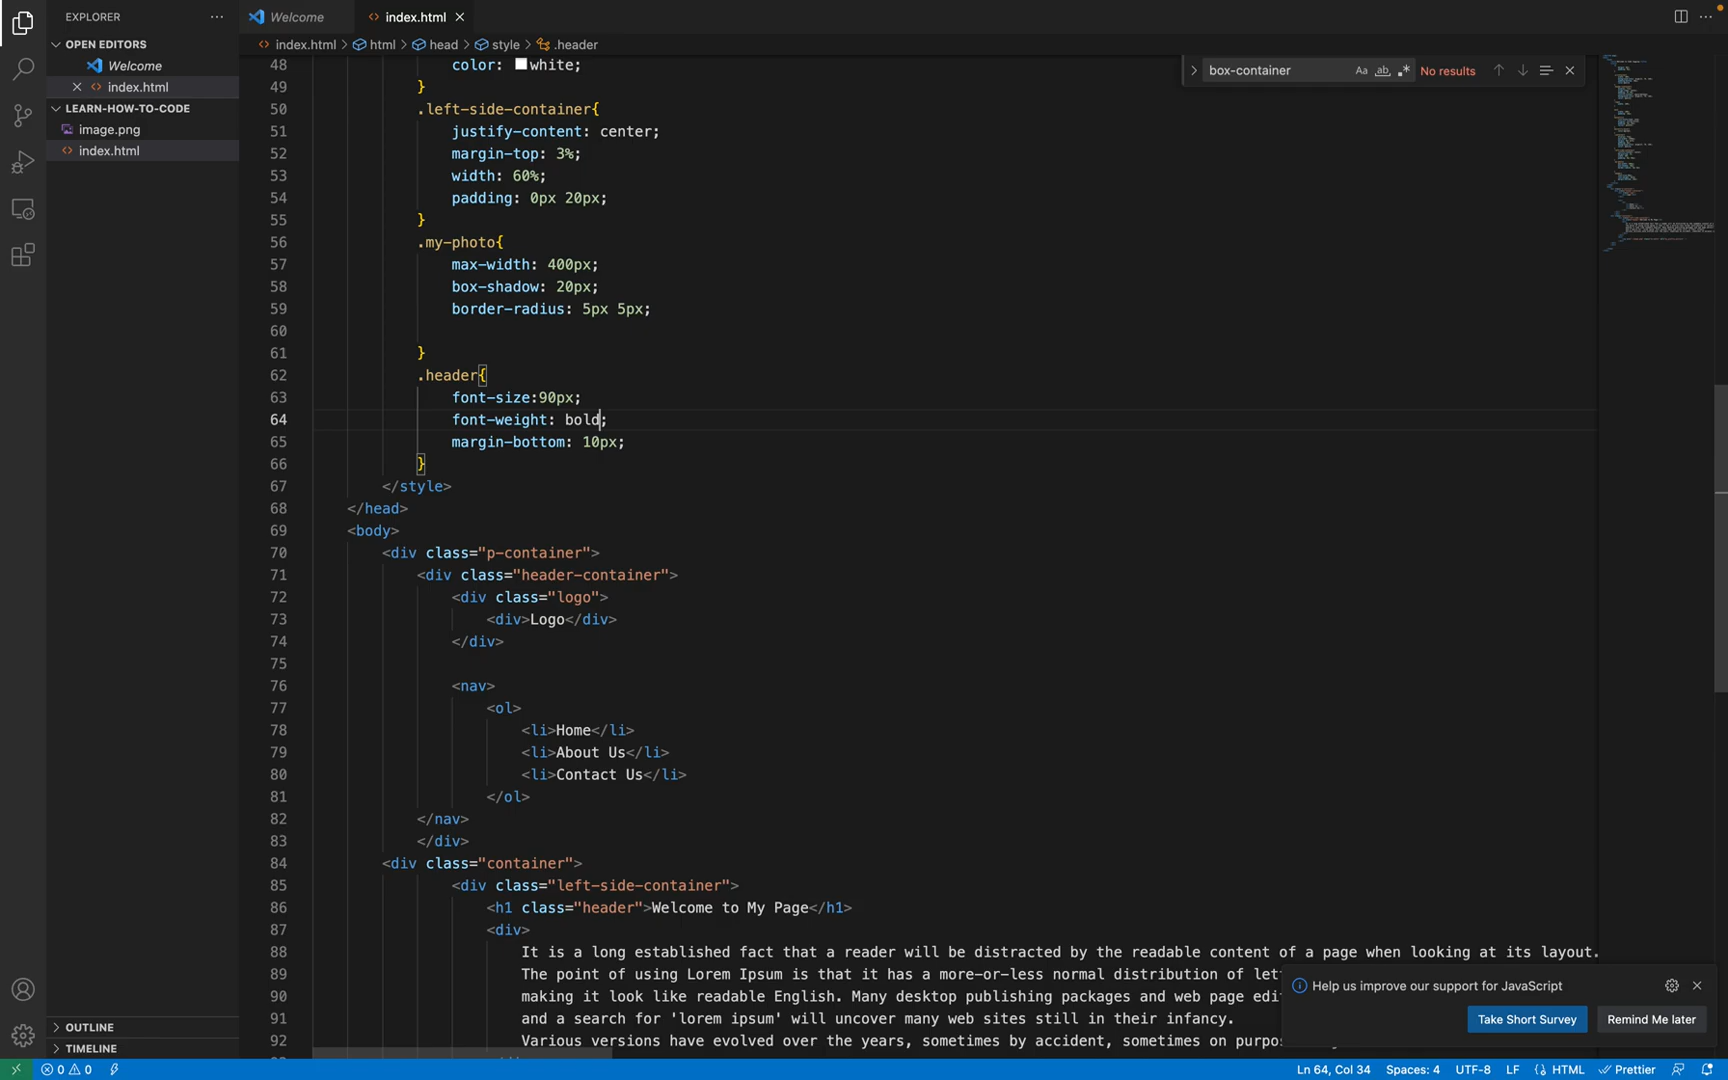 EXPLORER
Welcome
index.html
OPEN EDITORS
Welcome
index.html
LEARN-HOW-TO-CODE
image.png
index.html
OUTLINE
TIMELINE
index.html > html > head > style > .header
box-container
Aa ab .* No results
48 color: white;
49 }
50 .left-side-container{
51 justify-content: center;
52 margin-top: 3%;
53 width: 60%;
54 padding: 0px 20px;
55 }
56 .my-photo{
57 max-width: 400px;
58 box-shadow: 20px;
59 border-radius: 5px 5px;
60
61 }
62 .header{
63 font-size:90px;
64 font-weight: bold;
65 margin-bottom: 10px;
66 }
67 </style>
68 </head>
69 <body>
70 <div class="p-container">
71 <div class="header-container">
72 <div class="logo">
73 <div>Logo</div>
74 </div>
75
76 <nav>
77 <ol>
78 <li>Home</li>
79 <li>About Us</li>
80 <li>Contact Us</li>
81 </ol>
82 </nav>
83 </div>
84 <div class="container">
85 <div class="left-side-container">
86 <h1 class="header">Welcome to My Page</h1>
87 <div>
88 It is a long established fact that a reader will be distracted by the readable content of a page when looking at its layout.
89 The point of using Lorem Ipsum is that it has a more-or-less normal distribution of let
90 making it look like readable English. Many desktop publishing packages and web page edi
91 and a search for 'lorem ipsum' will uncover many web sites still in their infancy.
92 Various versions have evolved over the years, sometimes by accident, sometimes on purpos
Help us improve our support for JavaScript
Take Short Survey
Remind Me later
0 0
Ln 64, Col 34
Spaces: 4
UTF-8
LF
HTML
Prettier